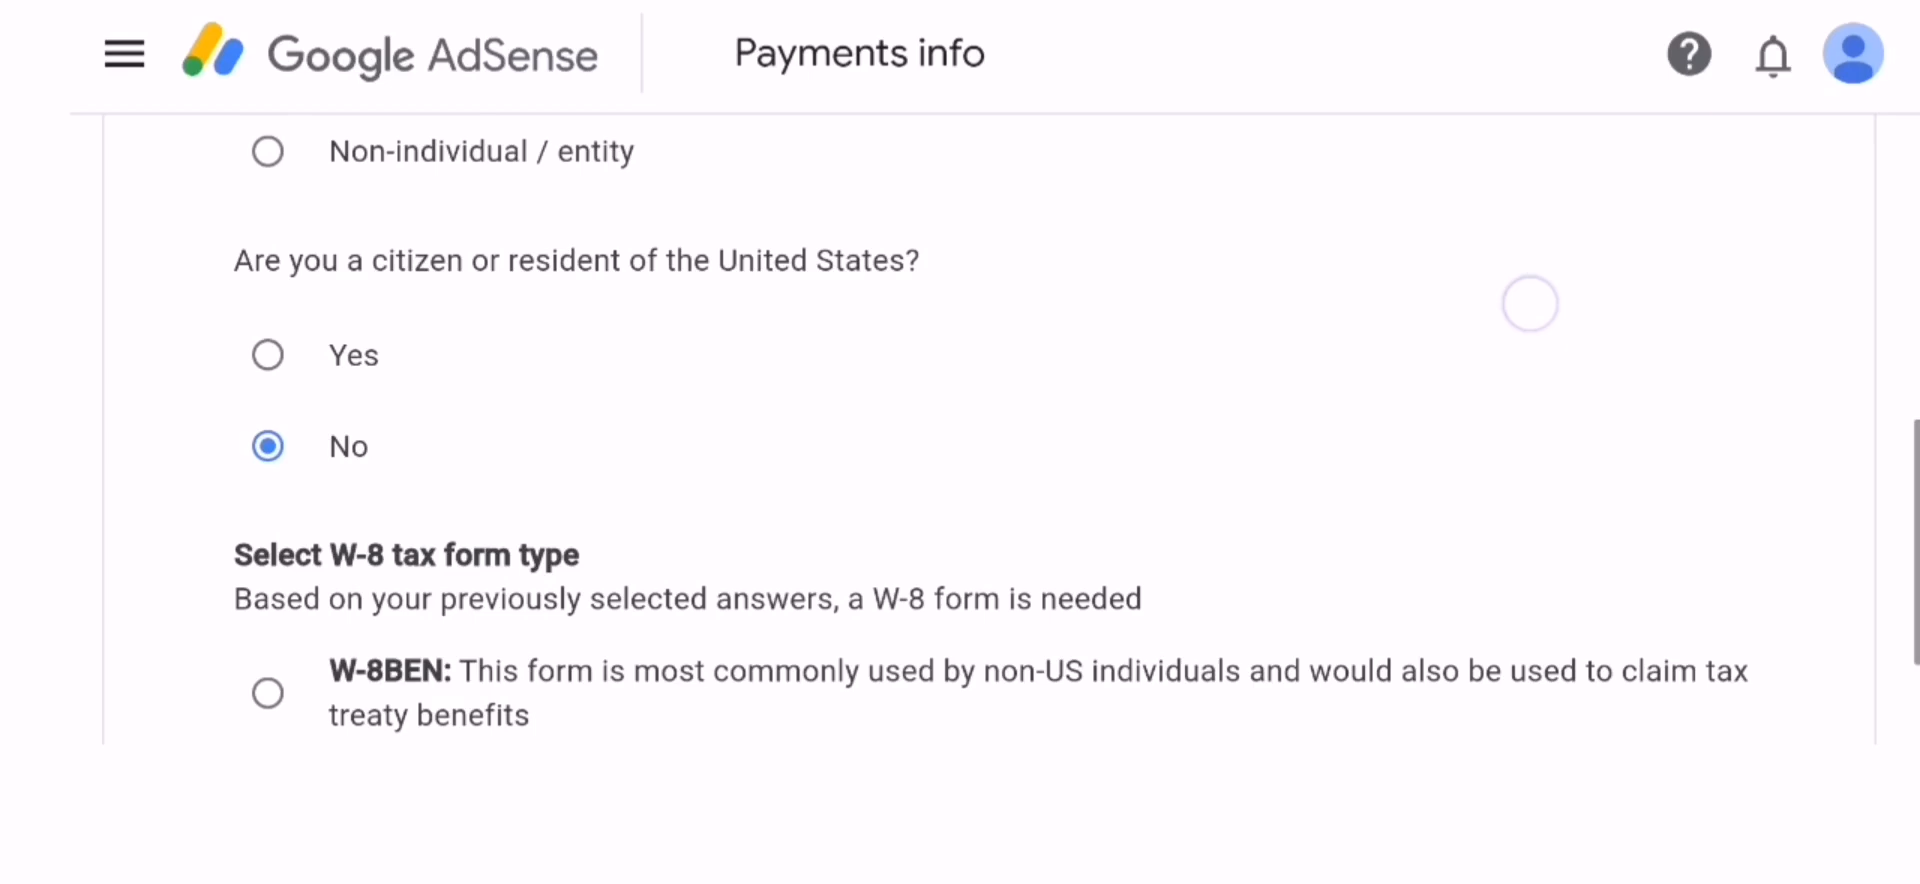 Google AdSense
Payments info
Non-individual / entity
Are you a citizen or resident of the United States?
Yes
No
Select W-8 tax form type
Based on your previously selected answers, a W-8 form is needed
W-8BEN: This form is most commonly used by non-US individuals and would also be used to claim tax
treaty benefits